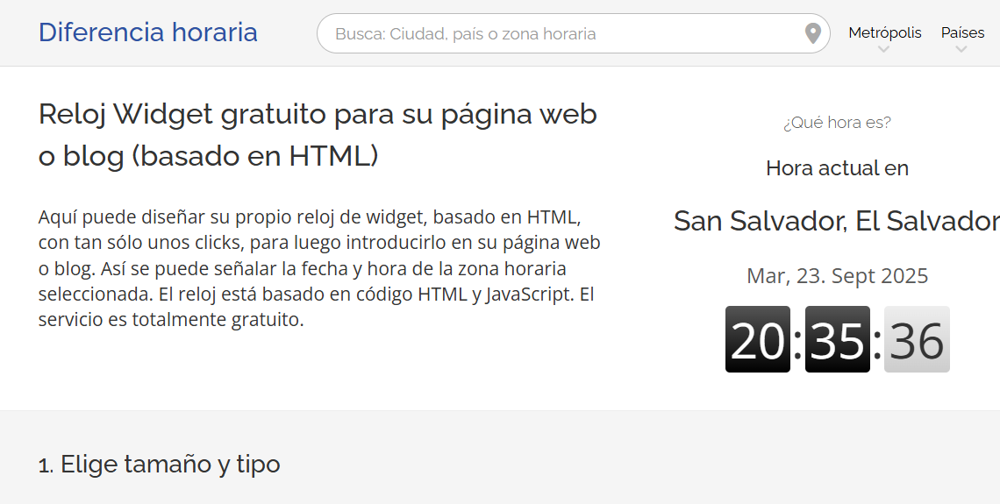 Diferencia horaria
Busca: Ciudad, país o zona horaria
Metrópolis
Países
Reloj Widget gratuito para su página web
o blog (basado en HTML)
Aquí puede diseñar su propio reloj de widget, basado en HTML,
con tan sólo unos clicks, para luego introducirlo en su página web
o blog. Así se puede señalar la fecha y hora de la zona horaria
seleccionada. El reloj está basado en código HTML y JavaScript. El
servicio es totalmente gratuito.
¿Qué hora es?
Hora actual en
San Salvador, El Salvador
Mar, 23. Sept 2025
20:35:36
1. Elige tamaño y tipo